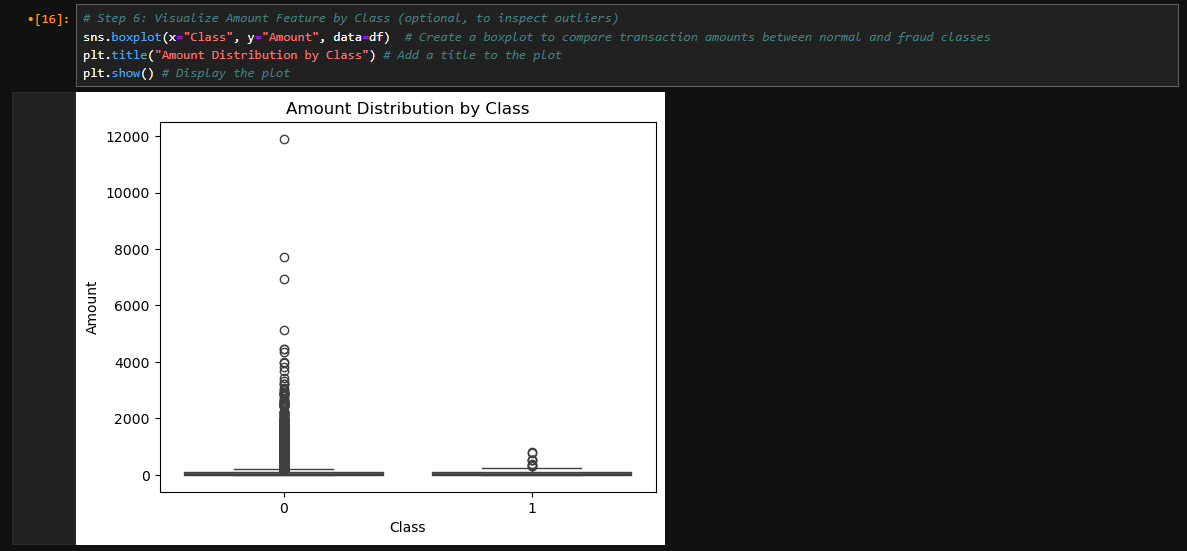 •[16]:
# Step 6: Visualize Amount Feature by Class (optional, to inspect outliers)
sns.boxplot(x="Class", y="Amount", data=df)  # Create a boxplot to compare transaction amounts between normal and fraud classes
plt.title("Amount Distribution by Class") # Add a title to the plot
plt.show() # Display the plot
Amount Distribution by Class
12000
10000
8000
6000
4000
2000
0
Amount
0 1
Class